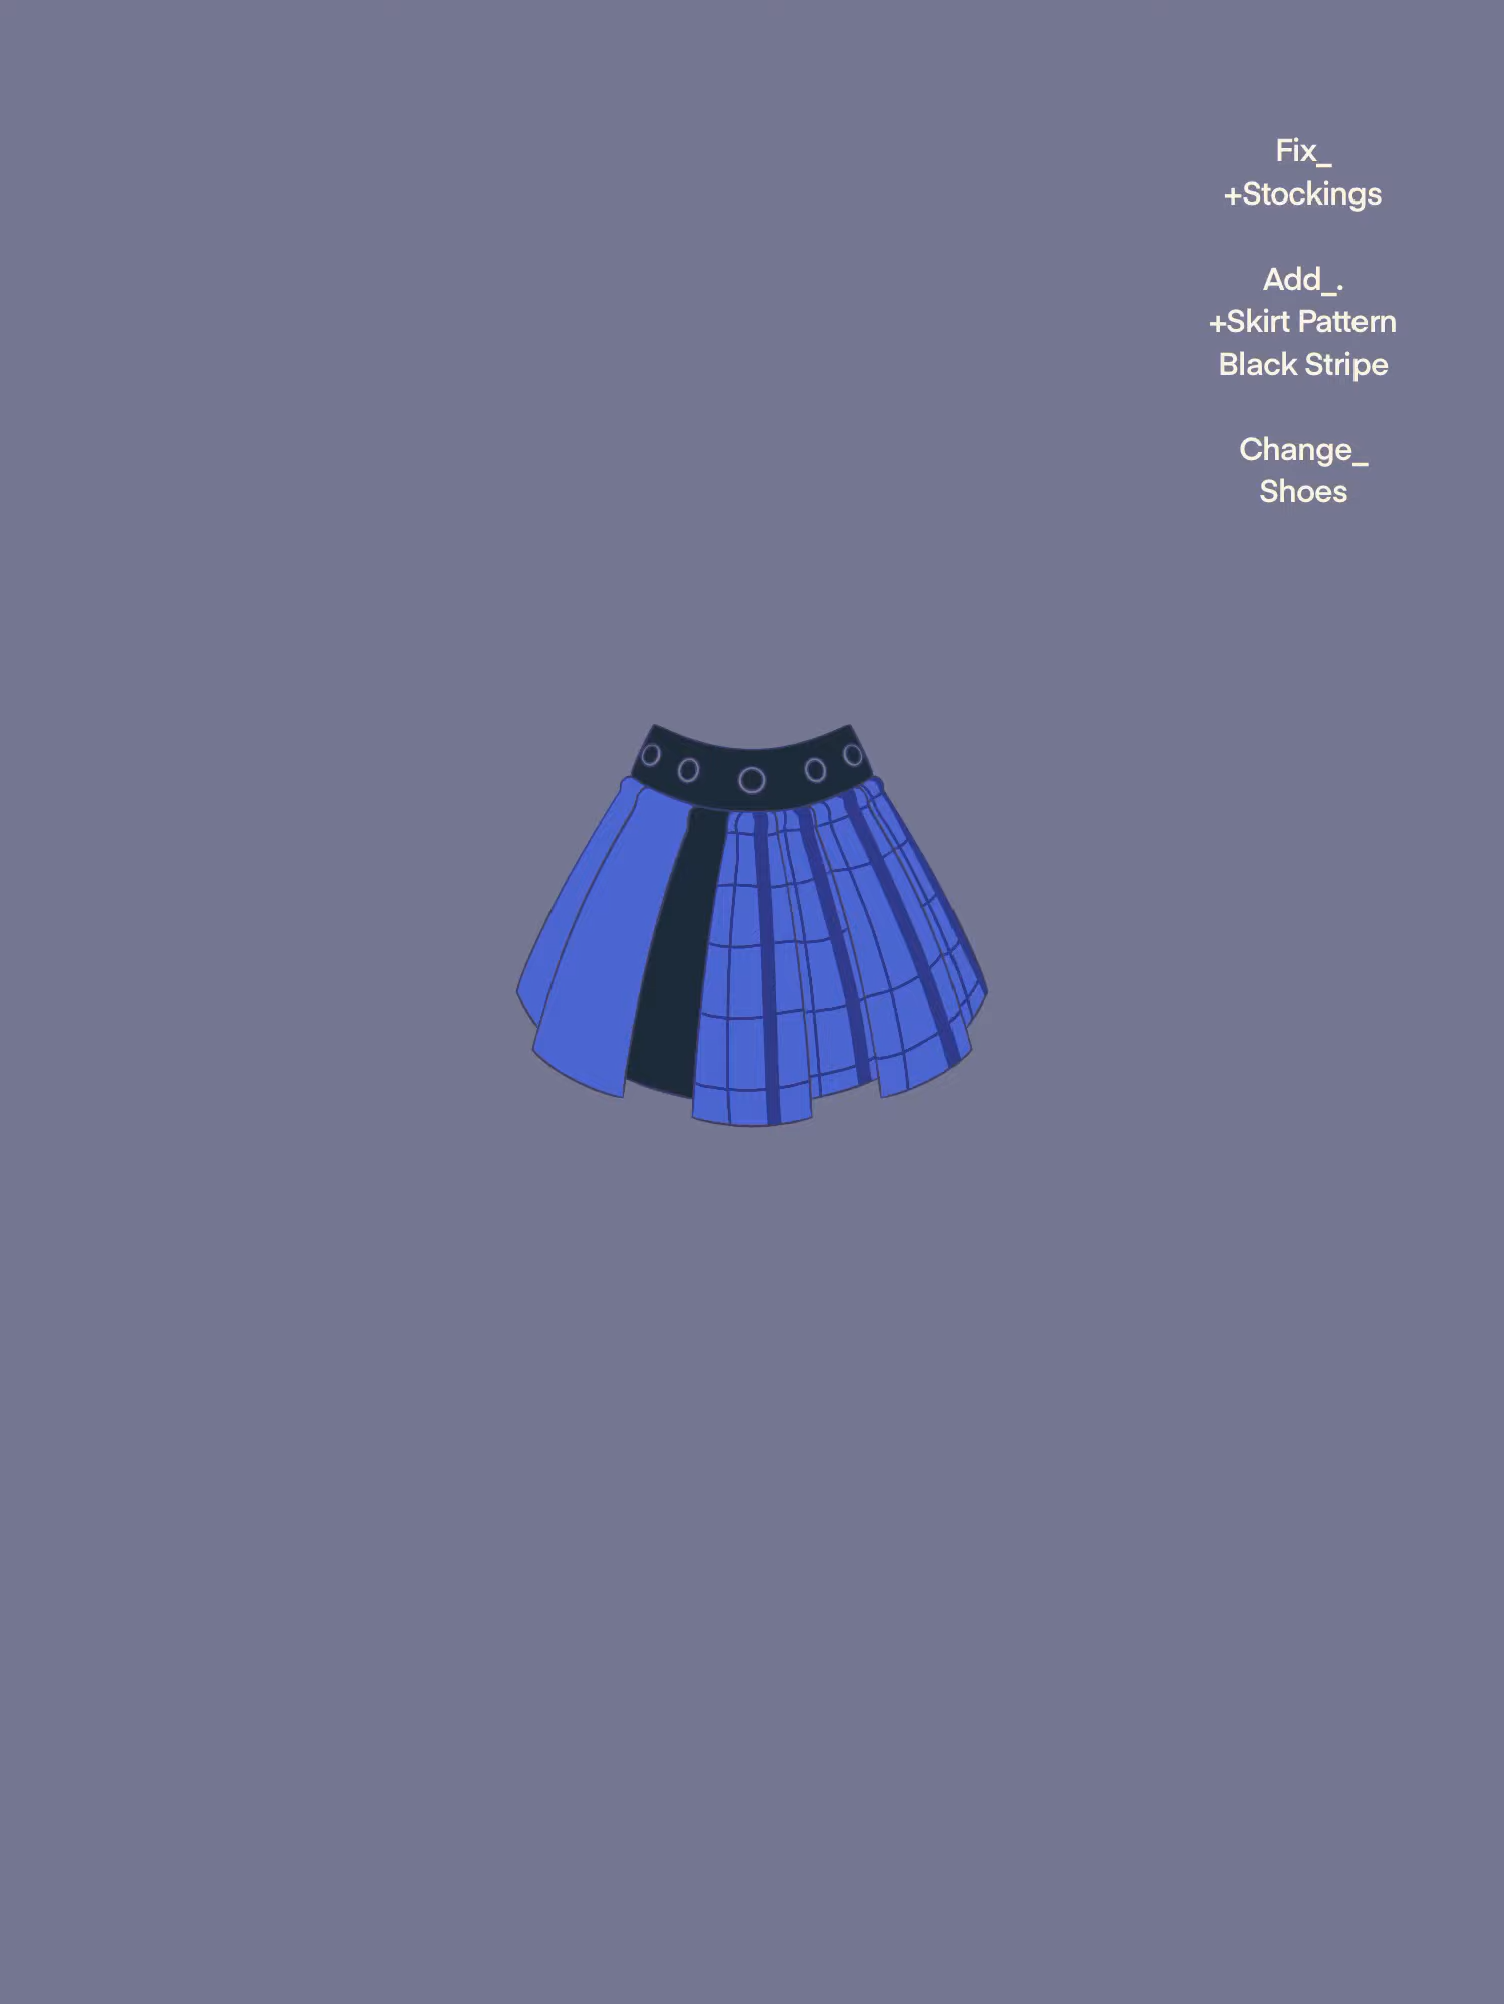 Fix_
+Stockings
Add_.
+Skirt Pattern
Black Stripe
Change_
Shoes